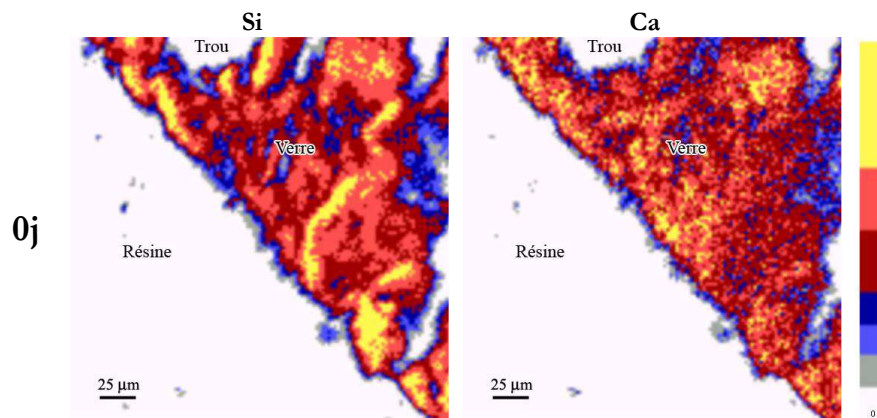 Si
Ca
Trou
Trou
Verre
Verre
0j
Résine
Résine
25 µm
25 µm
0